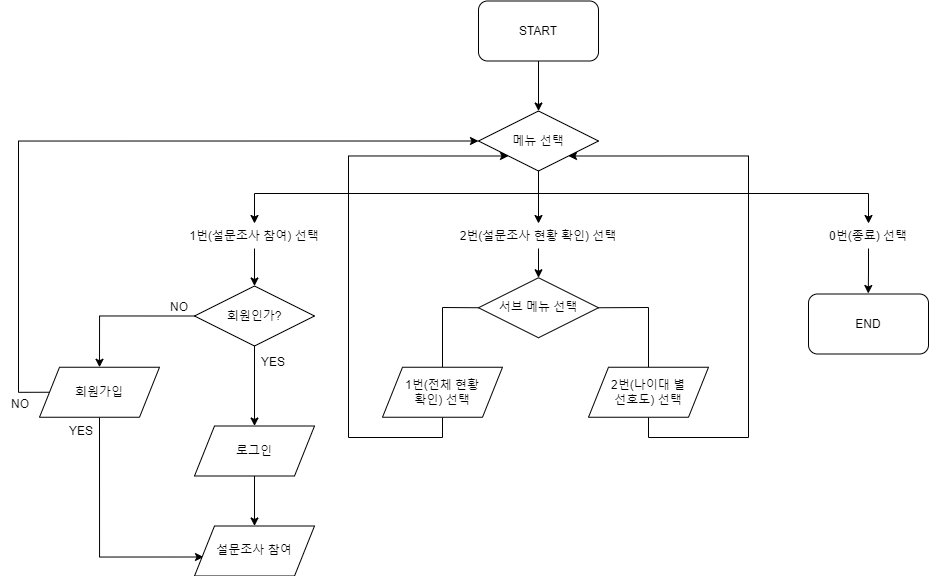 START
메뉴 선택
1번(설문조사 참여) 선택
2번(설문조사 현황 확인) 선택
0번(종료) 선택
NO
회원인가?
서브 메뉴 선택
END
YES
회원가입
1번(전체 현황
확인) 선택
2번(나이대 별
선호도) 선택
NO
YES
로그인
설문조사 참여